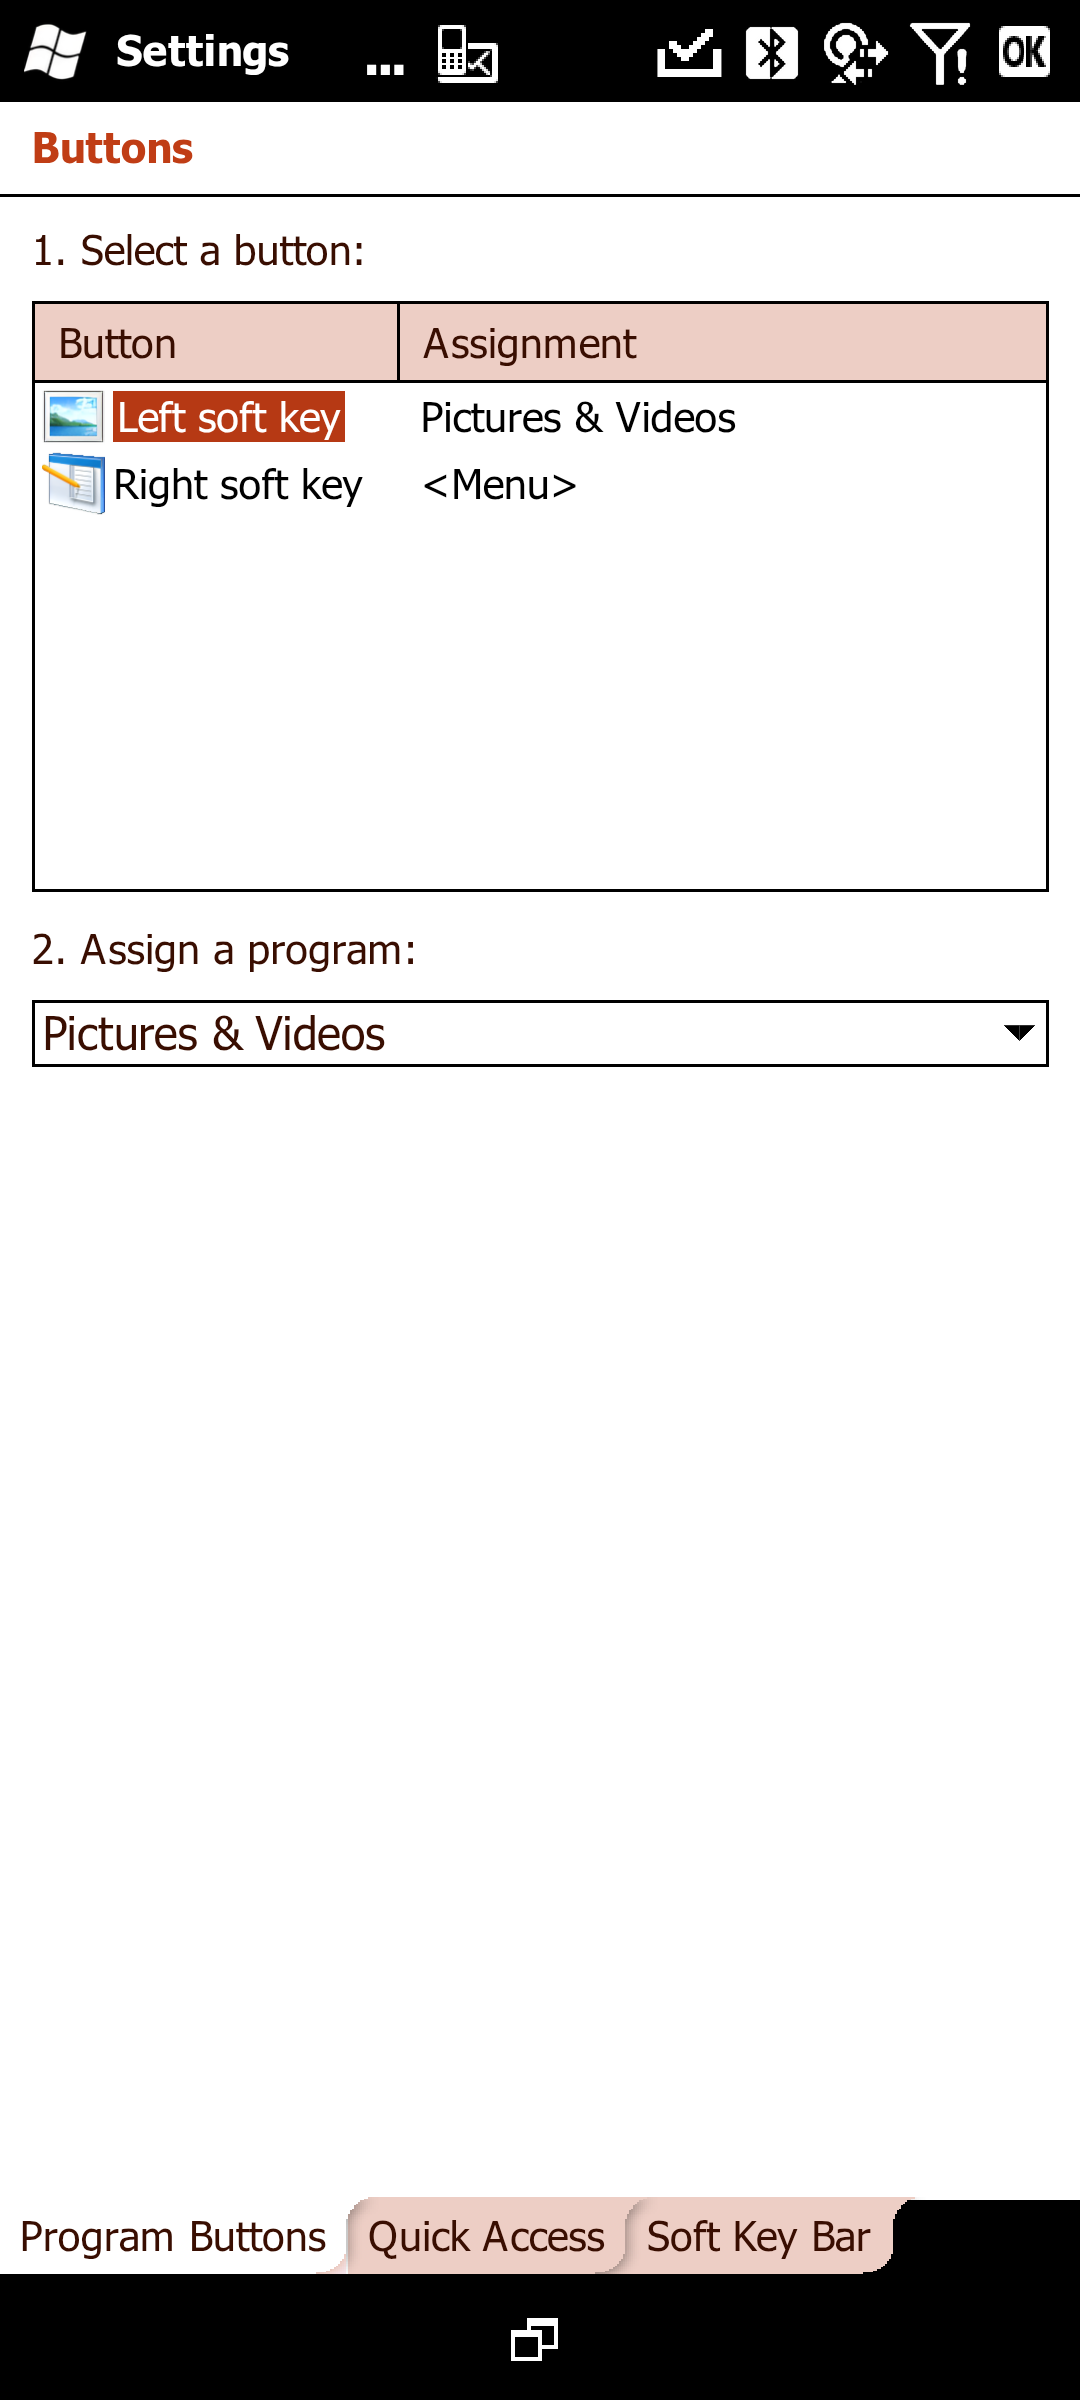 Settings ... OK
Buttons
1. Select a button:
Button Assignment
Left soft key Pictures & Videos
Right soft key <Menu>
2. Assign a program:
Pictures & Videos
Program Buttons Quick Access Soft Key Bar